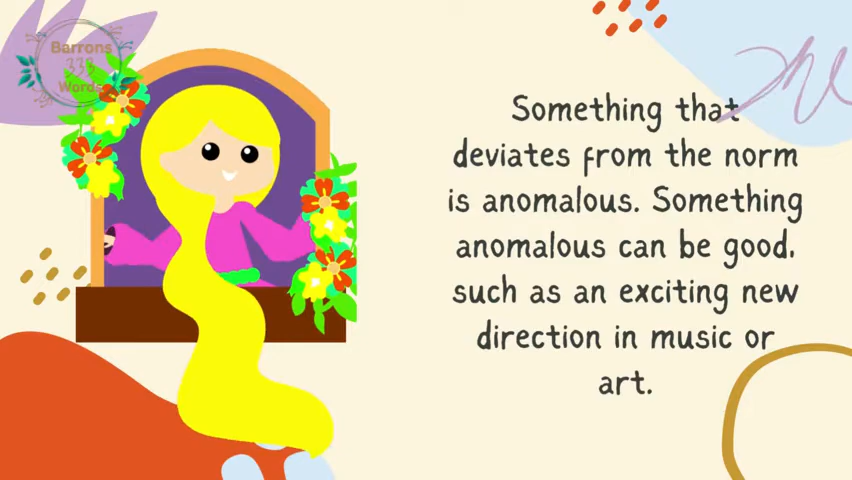 Barrons
333
Words
Something that
deviates from the norm
is anomalous. Something
anomalous can be good,
such as an exciting new
direction in music or
art.